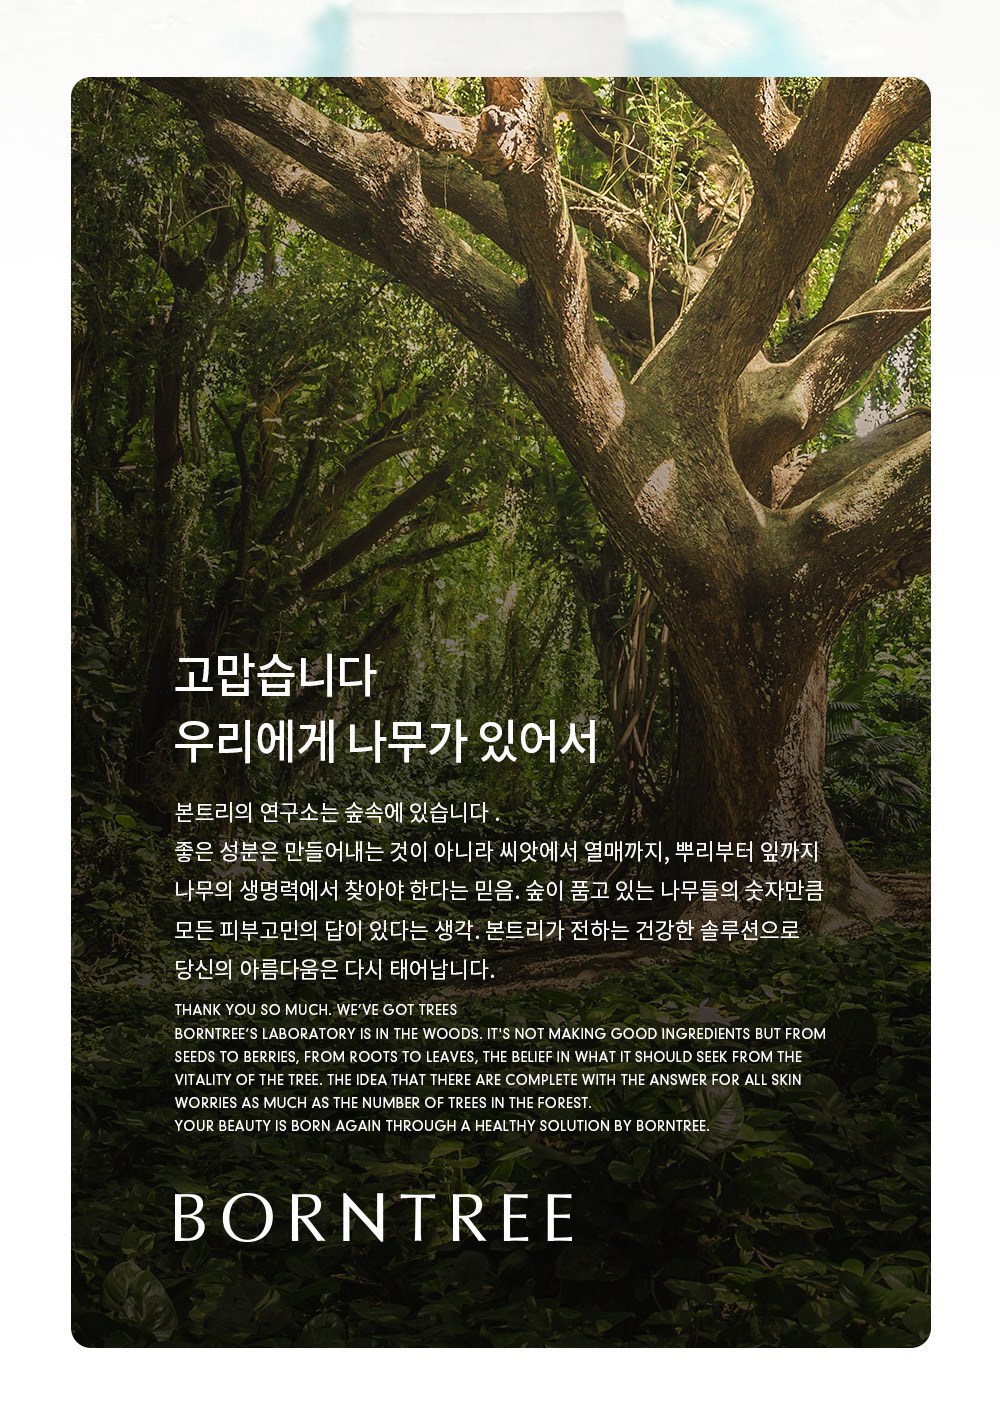 고맙습니다
우리에게 나무가 있어서
본트리의 연구소는 숲속에 있습니다 .
좋은 성분은 만들어내는 것이 아니라 씨앗에서 열매까지, 뿌리부터 잎까지
나무의 생명력에서 찾아야 한다는 믿음. 숲이 품고 있는 나무들의 숫자만큼
모든 피부고민의 답이 있다는 생각. 본트리가 전하는 건강한 솔루션으로
당신의 아름다움은 다시 태어납니다.
THANK YOU SO MUCH. WE'VE GOT TREES
BORNTREE'S LABORATORY IS IN THE WOODS. IT'S NOT MAKING GOOD INGREDIENTS BUT FROM
SEEDS TO BERRIES, FROM ROOTS TO LEAVES, THE BELIEF IN WHAT IT SHOULD SEEK FROM THE
VITALITY OF THE TREE. THE IDEA THAT THERE ARE COMPLETE WITH THE ANSWER FOR ALL SKIN
WORRIES AS MUCH AS THE NUMBER OF TREES IN THE FOREST.
YOUR BEAUTY IS BORN AGAIN THROUGH A HEALTHY SOLUTION BY BORNTREE.
BORNTREE